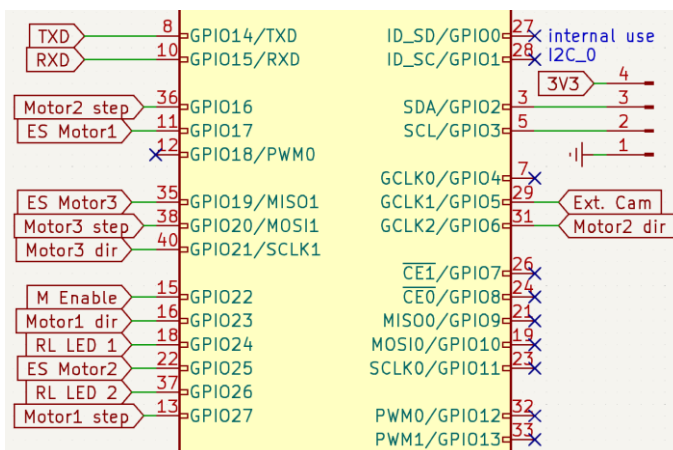 TXD 8 GPIO14/TXD
RXD 10 GPIO15/RXD
Motor2 step 36 GPIO16
ES Motor1 11 GPIO17
12 GPIO18/PWM0
ES Motor3 35 GPIO19/MISO1
Motor3 step 38 GPIO20/MOSI1
Motor3 dir 40 GPIO21/SCLK1
M Enable 15 GPIO22
Motor1 dir 16 GPIO23
RL LED 1 18 GPIO24
ES Motor2 22 GPIO25
RL LED 2 37 GPIO26
Motor1 step 13 GPIO27
ID_SD/GPIO0 27 internal use
ID_SC/GPIO1 28 I2C_0
3V3 4
SDA/GPIO2 3 3
SCL/GPIO3 5 2
1
GCLK0/GPIO4 7
GCLK1/GPIO5 29 Ext. Cam
GCLK2/GPIO6 31 Motor2 dir
CE1/GPIO7 26
CE0/GPIO8 24
MISO0/GPIO9 21
MOSI0/GPIO10 19
SCLK0/GPIO11 23
PWM0/GPIO12 32
PWM1/GPIO13 33